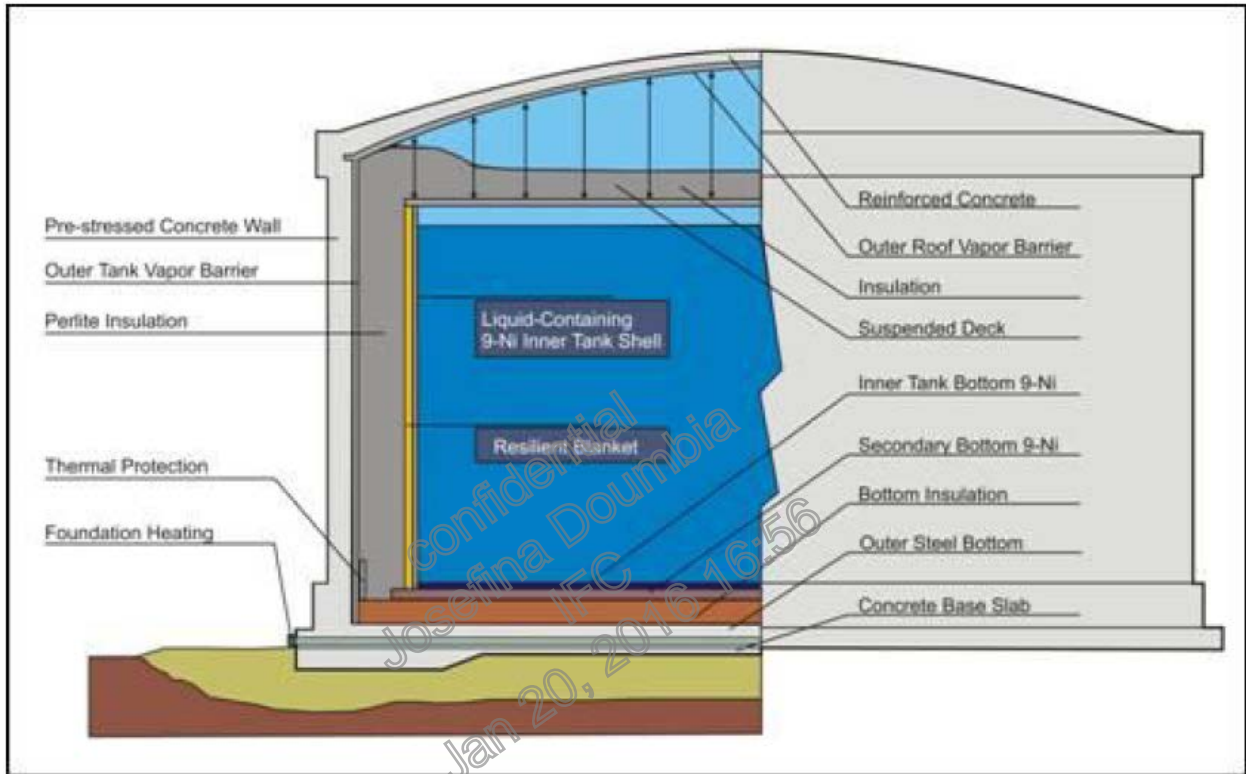 Pre-stressed Concrete Wall
Outer Tank Vapor Barrier
Perlite Insulation
Thermal Protection
Foundation Heating
Liquid-Containing
9-Ni Inner Tank Shell
Resilient Blanket
Reinforced Concrete
Outer Roof Vapor Barrier
Insulation
Suspended Deck
Inner Tank Bottom 9-Ni
Secondary Bottom 9-Ni
Bottom Insulation
Outer Steel Bottom
Concrete Base Slab
confidential
Josefina Doumbia
IFC
Jan 20, 2016 16:56